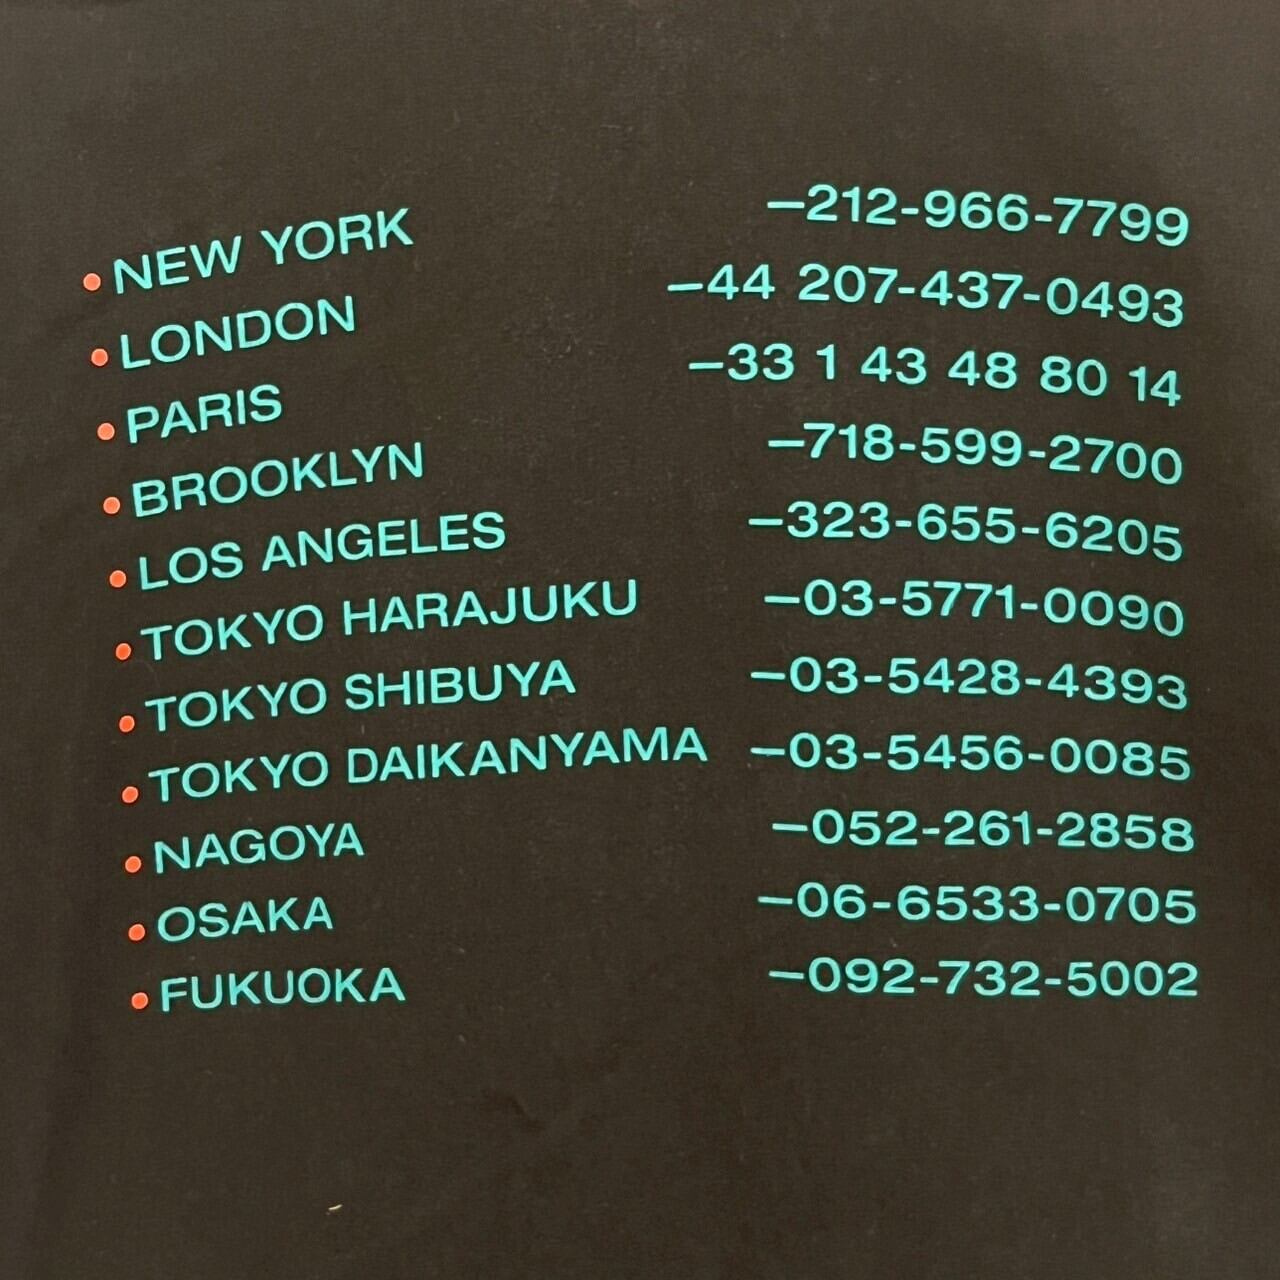 • NEW YORK —212-966-7799
• LONDON —44 207-437-0493
• PARIS —33 1 43 48 80 14
• BROOKLYN —718-599-2700
• LOS ANGELES —323-655-6205
• TOKYO HARAJUKU —03-5771-0090
• TOKYO SHIBUYA —03-5428-4393
• TOKYO DAIKANYAMA —03-5456-0085
• NAGOYA —052-261-2858
• OSAKA —06-6533-0705
• FUKUOKA —092-732-5002